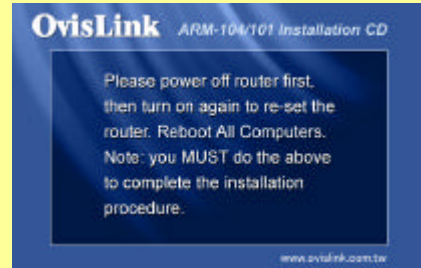 OvisLink ARM-104/101 Installation CD
Please power off router first,
then turn on again to re-set the
router. Reboot All Computers.
Note: you MUST do the above
to complete the installation
procedure.
www.ovislink.com.tw